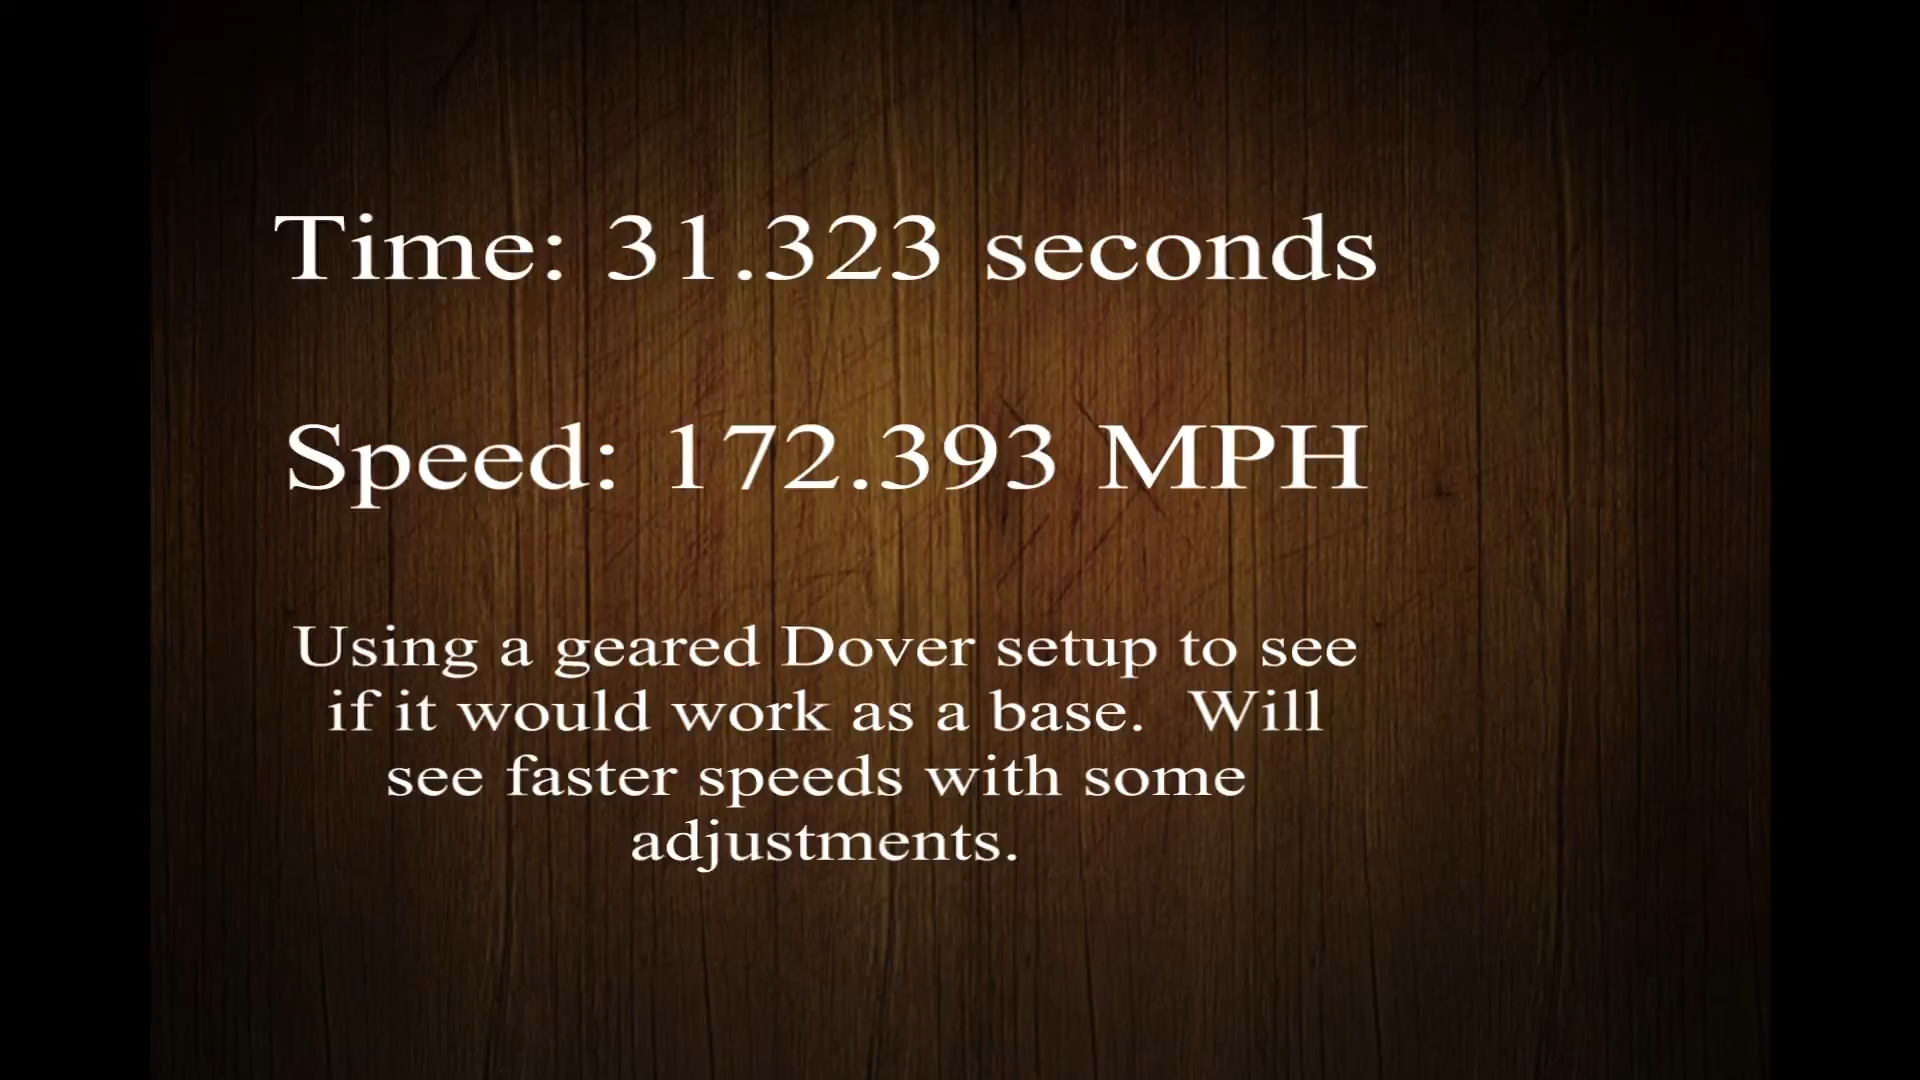 Time: 31.323 seconds
Speed: 172.393 MPH
Using a geared Dover setup to see
if it would work as a base.  Will
see faster speeds with some
adjustments.